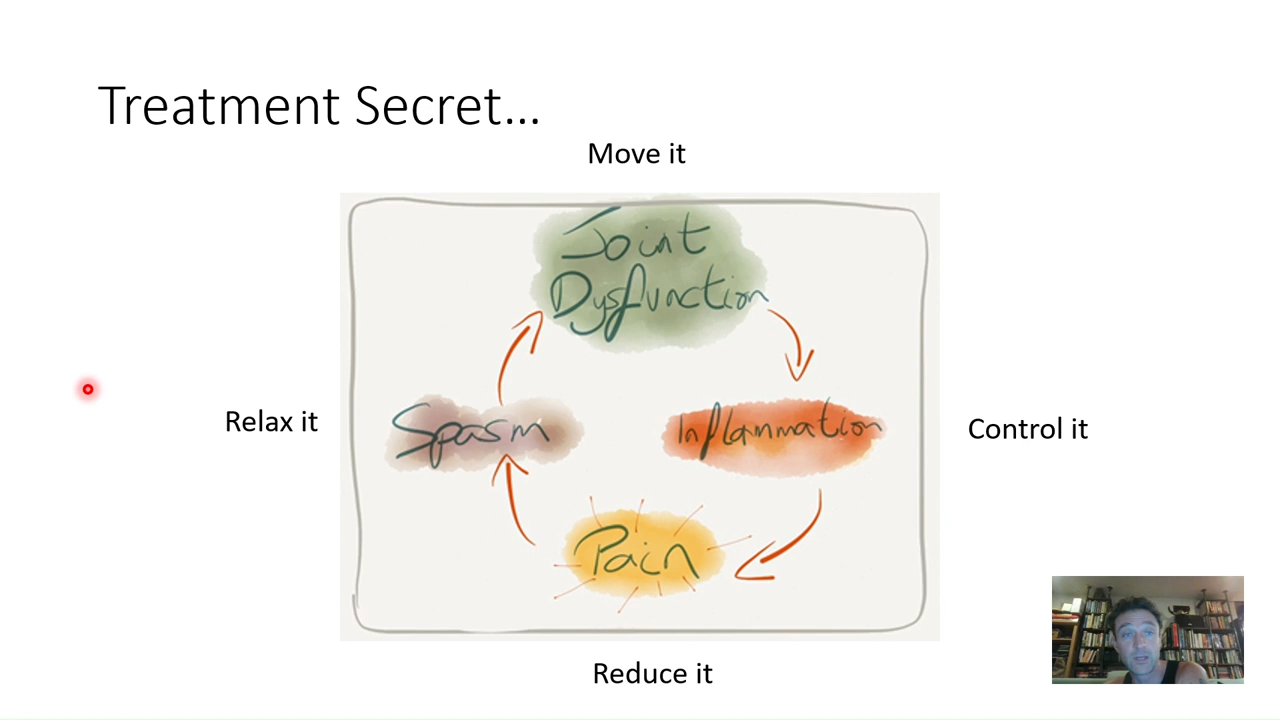 Treatment Secret...
Move it
Joint
Dysfunction
Relax it
Spasm
Inflammation
Control it
Pain
Reduce it